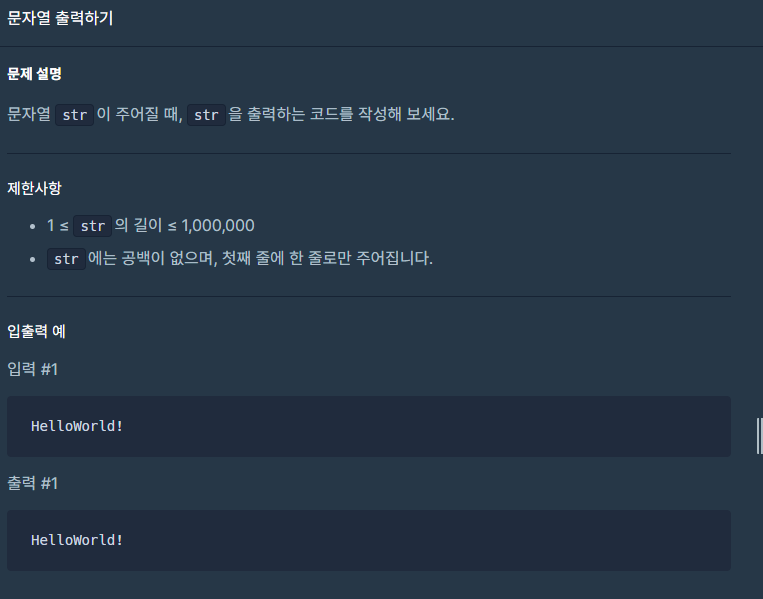 문자열 출력하기
문제 설명
문자열 str 이 주어질 때, str 을 출력하는 코드를 작성해 보세요.
제한사항
• 1 ≤ str 의 길이 ≤ 1,000,000
• str 에는 공백이 없으며, 첫째 줄에 한 줄로만 주어집니다.
입출력 예
입력 #1
HelloWorld!
출력 #1
HelloWorld!